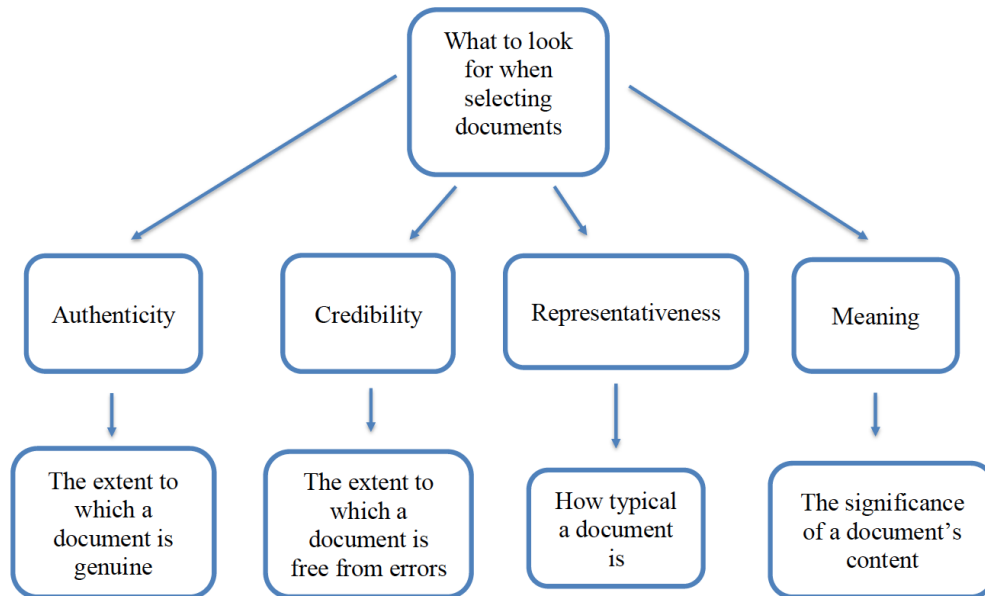 What to look
for when
selecting
documents
Authenticity
Credibility
Representativeness
Meaning
The extent to
which a
document is
genuine
The extent to
which a
document is
free from errors
How typical
a document
is
The significance
of a document’s
content